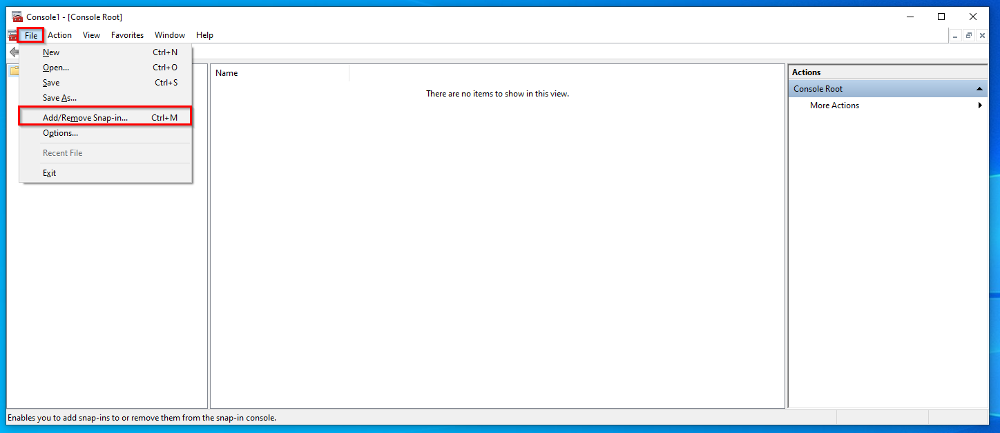 Console1 - [Console Root]
File Action View Favorites Window Help
New Ctrl+N
Open... Ctrl+O
Save Ctrl+S
Save As...
Add/Remove Snap-in... Ctrl+M
Options...
Recent File
Exit
Name
There are no items to show in this view.
Actions
Console Root
More Actions
Enables you to add snap-ins to or remove them from the snap-in console.